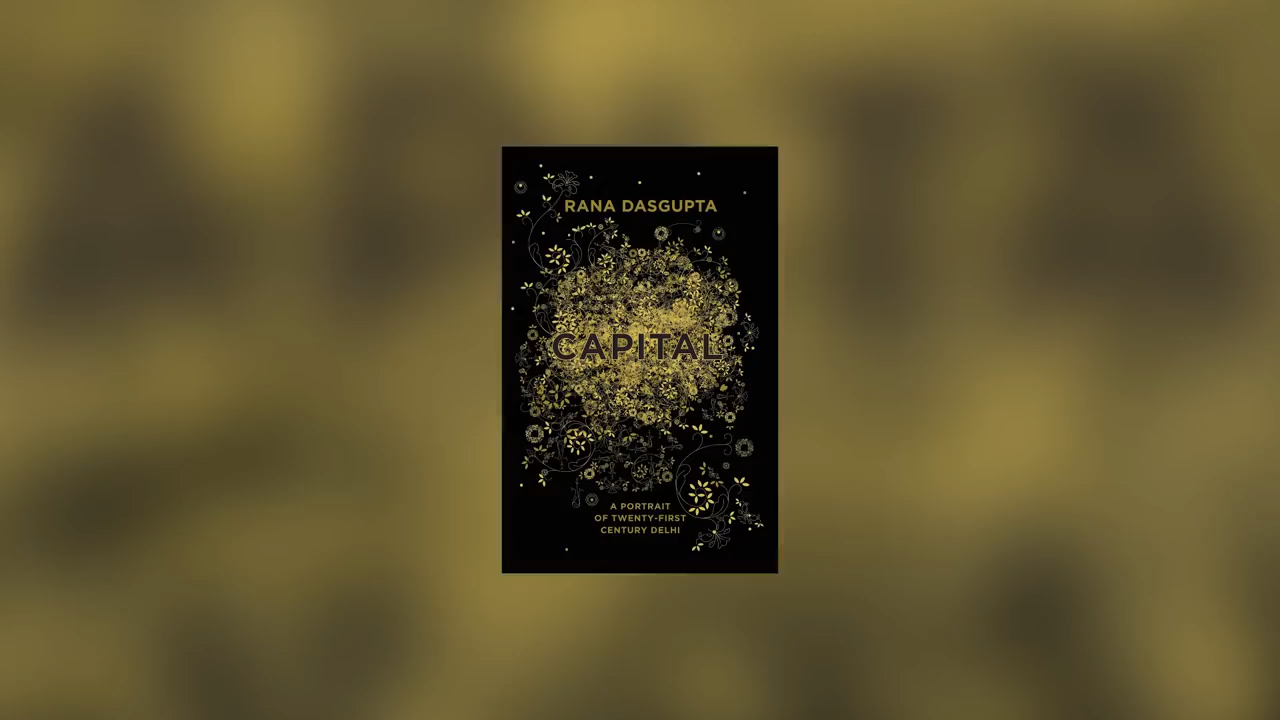 RANA DASGUPTA
CAPITAL
A PORTRAIT
OF TWENTY-FIRST
CENTURY DELHI